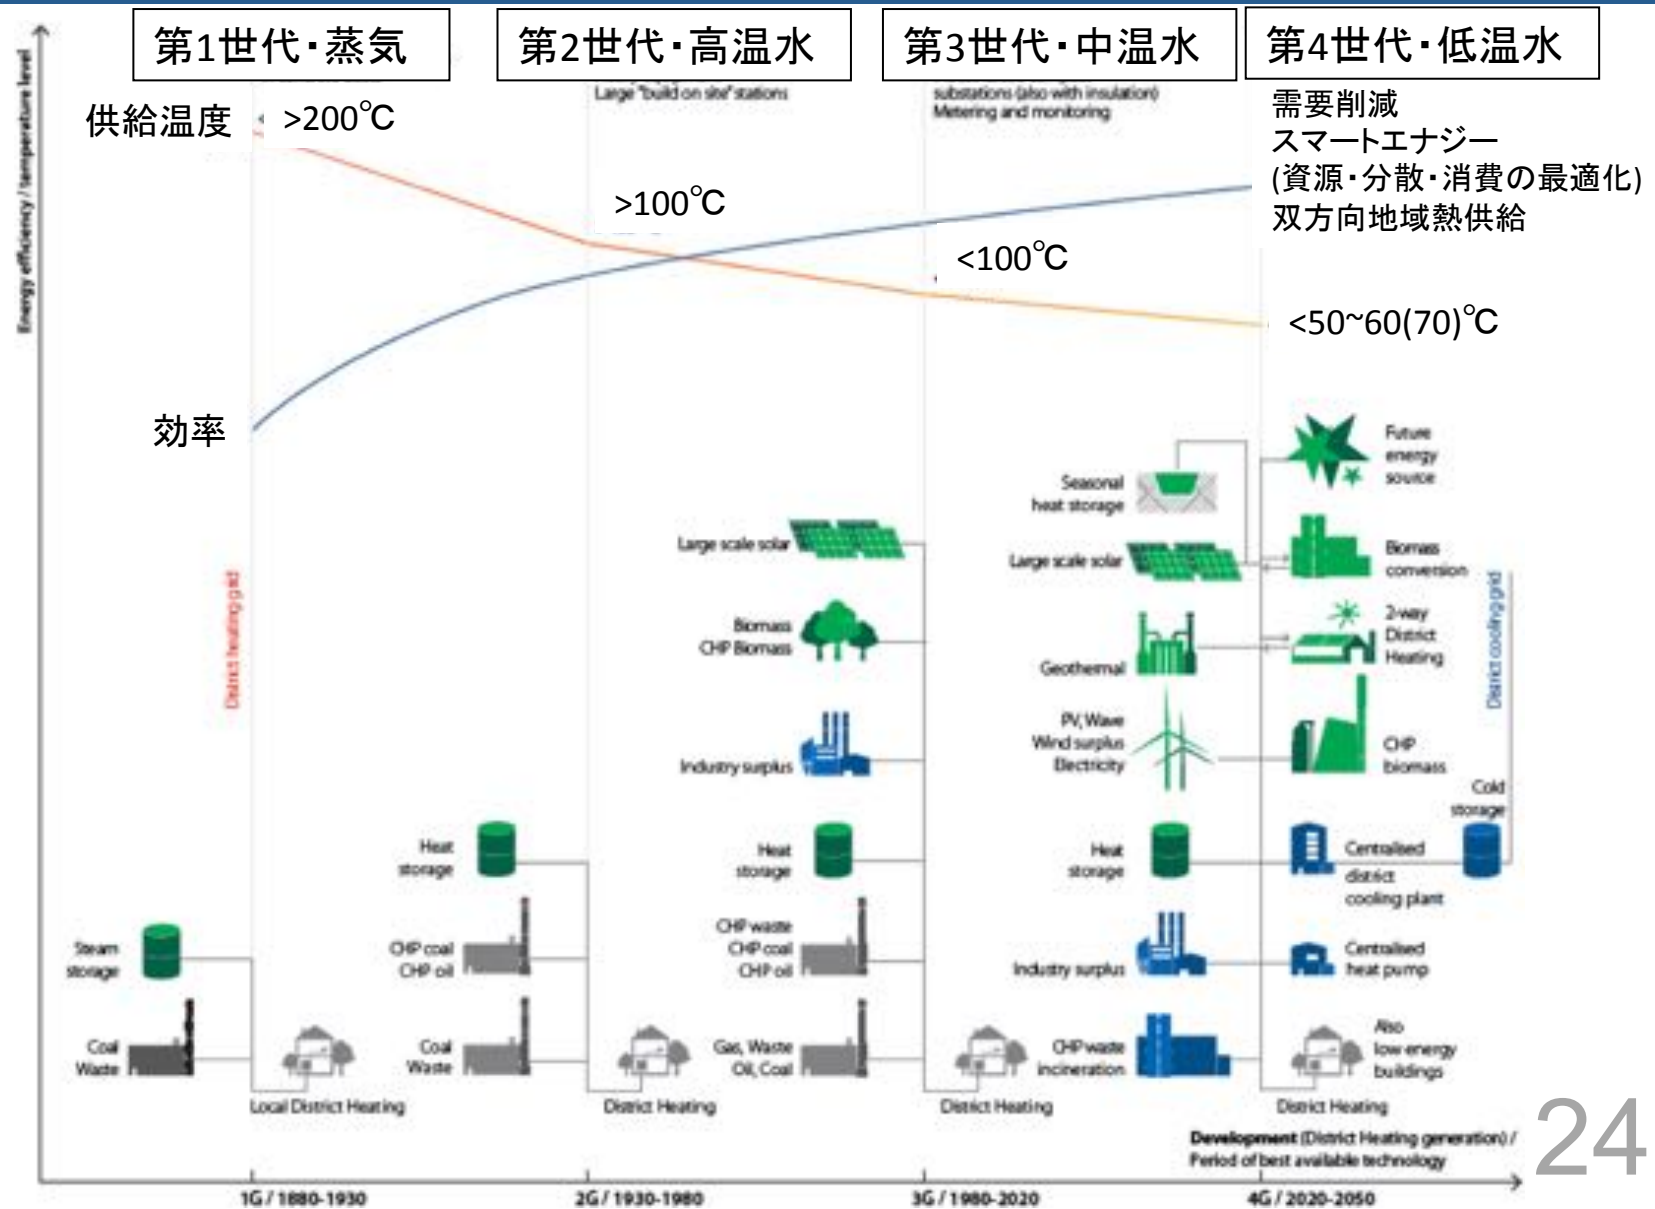 第1世代・蒸気
第2世代・高温水
第3世代・中温水
第4世代・低温水
Large "build on site" stations
substations (also with insulation)
Metering and monitoring
需要削減
スマートエナジー
(資源・分散・消費の最適化)
双方向地域熱供給
Energy efficiency / temperature level
供給温度
>200℃
>100℃
<100℃
<50~60(70)℃
効率
District heating grid
Steam
storage
Coal
Waste
Local District Heating
Heat
storage
CHP coal
CHP oil
Coal
Waste
District Heating
Large scale solar
Biomass
CHP Biomass
Industry surplus
Heat
storage
CHP waste
CHP coal
CHP oil
Gas, Waste
Oil, Coal
District Heating
Seasonal
heat storage
Large scale solar
Geothermal
PV, Wave
Wind surplus
Electricity
Heat
storage
Industry surplus
CHP waste
incineration
Future
energy
source
Biomass
conversion
2-way
District
Heating
CHP
biomass
District cooling grid
Cold
storage
Centralised
district
cooling plant
Centralised
heat pump
Also
low energy
buildings
District Heating
Development (District Heating generation) /
Period of best available technology
24
1G / 1880-1930
2G / 1930-1980
3G / 1980-2020
4G / 2020-2050